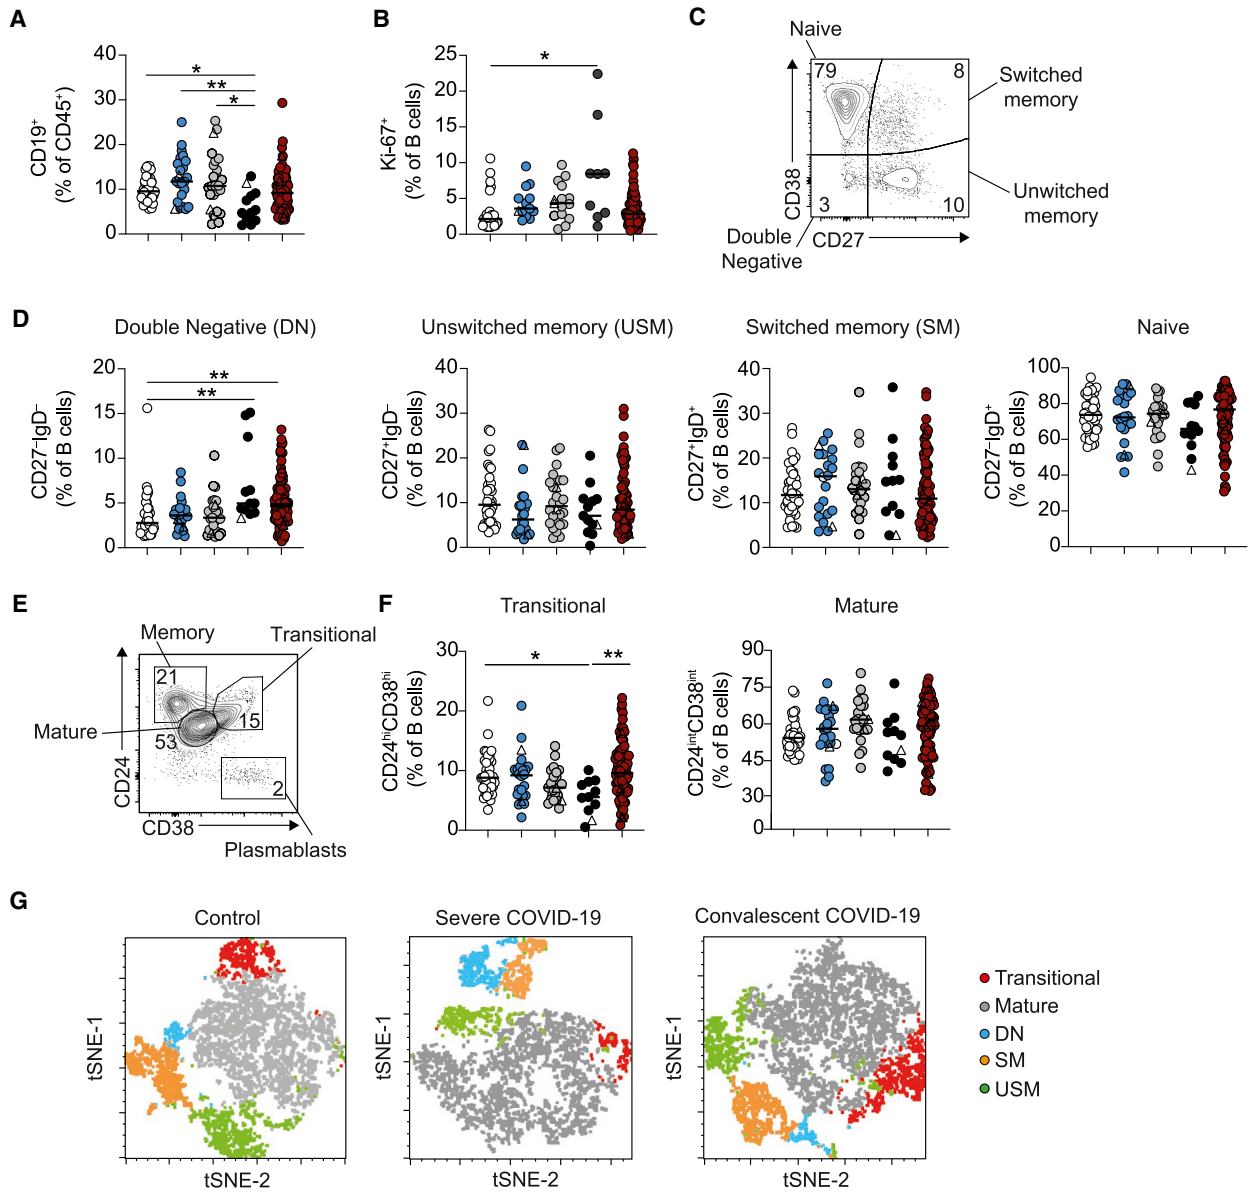 A
40
30
20
10
0
CD19+
(% of CD45+)
*
**
*
B
25
20
15
10
5
0
Ki-67+
(% of B cells)
*
C
Naive
79
8
3
10
Switched
memory
Unwitched
memory
Double
Negative
CD38
CD27
D
Double Negative (DN)
20
15
10
5
0
CD27-IgD-
(% of B cells)
**
**
Unswitched memory (USM)
40
30
20
10
0
CD27+IgD-
(% of B cells)
Switched memory (SM)
40
30
20
10
0
CD27+IgD+
(% of B cells)
Naive
100
80
60
40
20
0
CD27-IgD+
(% of B cells)
E
Memory
Transitional
Mature
21
15
53
2
CD24
CD38
Plasmablasts
F
Transitional
30
20
10
0
CD24hiCD38hi
(% of B cells)
*
**
Mature
90
75
60
45
30
0
CD24intCD38int
(% of B cells)
G
Control
tSNE-1
tSNE-2
Severe COVID-19
tSNE-1
tSNE-2
Convalescent COVID-19
tSNE-1
tSNE-2
Transitional
Mature
DN
SM
USM